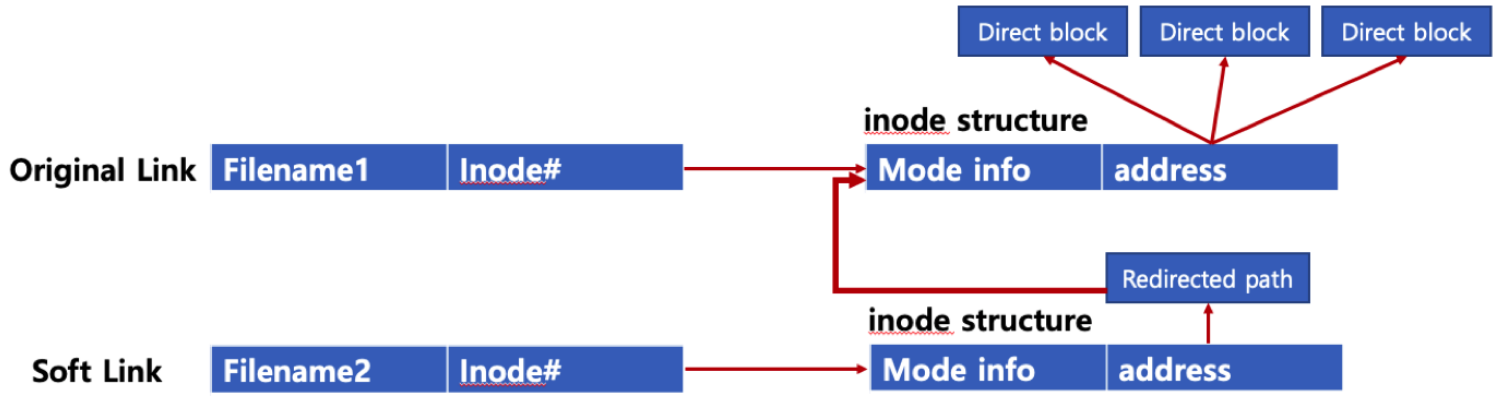 Direct block Direct block Direct block
inode structure
Original Link Filename1 Inode# Mode info address
Redirected path
inode structure
Soft Link Filename2 Inode# Mode info address